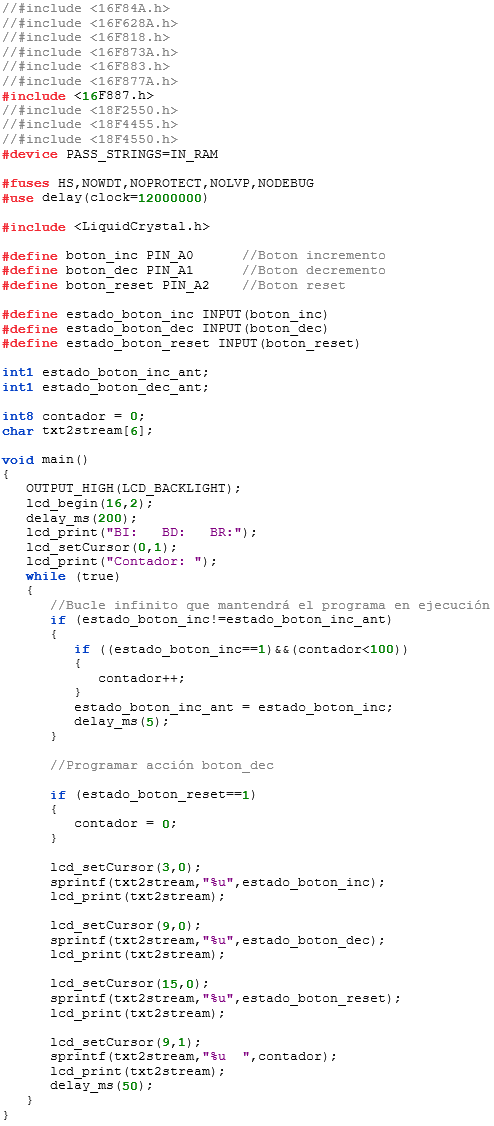 //#include <16F84A.h>
//#include <16F628A.h>
//#include <16F818.h>
//#include <16F873A.h>
//#include <16F883.h>
//#include <16F877A.h>
#include <16F887.h>
//#include <18F2550.h>
//#include <18F4455.h>
//#include <18F4550.h>
#device PASS_STRINGS=IN_RAM

#fuses HS,NOWDT,NOPROTECT,NOLVP,NODEBUG
#use delay(clock=12000000)

#include <LiquidCrystal.h>

#define boton_inc PIN_A0      //Boton incremento
#define boton_dec PIN_A1      //Boton decremento
#define boton_reset PIN_A2    //Boton reset

#define estado_boton_inc INPUT(boton_inc)
#define estado_boton_dec INPUT(boton_dec)
#define estado_boton_reset INPUT(boton_reset)

int1 estado_boton_inc_ant;
int1 estado_boton_dec_ant;

int8 contador = 0;
char txt2stream[6];

void main()
{
   OUTPUT_HIGH(LCD_BACKLIGHT);
   lcd_begin(16,2);
   delay_ms(200);
   lcd_print("BI:   BD:   BR:");
   lcd_setCursor(0,1);
   lcd_print("Contador: ");
   while (true)
   {
      //Bucle infinito que mantendrá el programa en ejecución
      if (estado_boton_inc!=estado_boton_inc_ant)
      {
         if ((estado_boton_inc==1)&&(contador<100))
         {
            contador++;
         }
         estado_boton_inc_ant = estado_boton_inc;
         delay_ms(5);
      }

      //Programar acción boton_dec

      if (estado_boton_reset==1)
      {
         contador = 0;
      }

      lcd_setCursor(3,0);
      sprintf(txt2stream,"%u",estado_boton_inc);
      lcd_print(txt2stream);

      lcd_setCursor(9,0);
      sprintf(txt2stream,"%u",estado_boton_dec);
      lcd_print(txt2stream);

      lcd_setCursor(15,0);
      sprintf(txt2stream,"%u",estado_boton_reset);
      lcd_print(txt2stream);

      lcd_setCursor(9,1);
      sprintf(txt2stream,"%u  ",contador);
      lcd_print(txt2stream);
      delay_ms(50);
   }
}